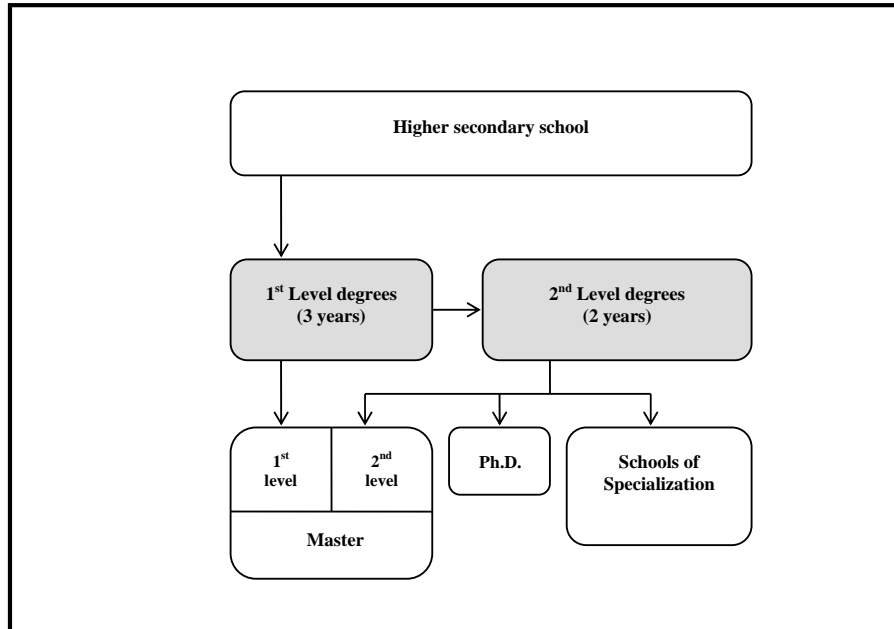 Higher secondary school
1st Level degrees
(3 years)
2nd Level degrees
(2 years)
1st
level
2nd
level
Master
Ph.D.
Schools of
Specialization